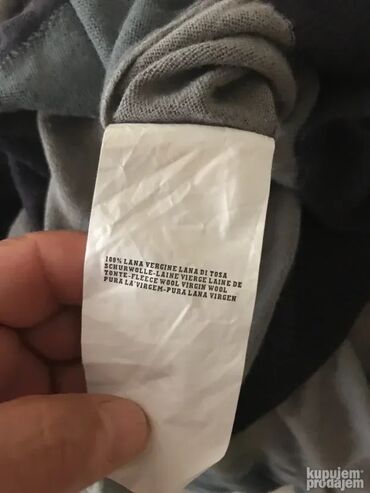 100% LANA VERGINE LANA DI TOSA
SCHURWOLLE-LAINE VIERGE LAINE DE
TONTE-FLEECE WOOL VIRGIN WOOL
PURA LA'VIRGEM-PURA LANA VIRGEN
kupujem
prodajem